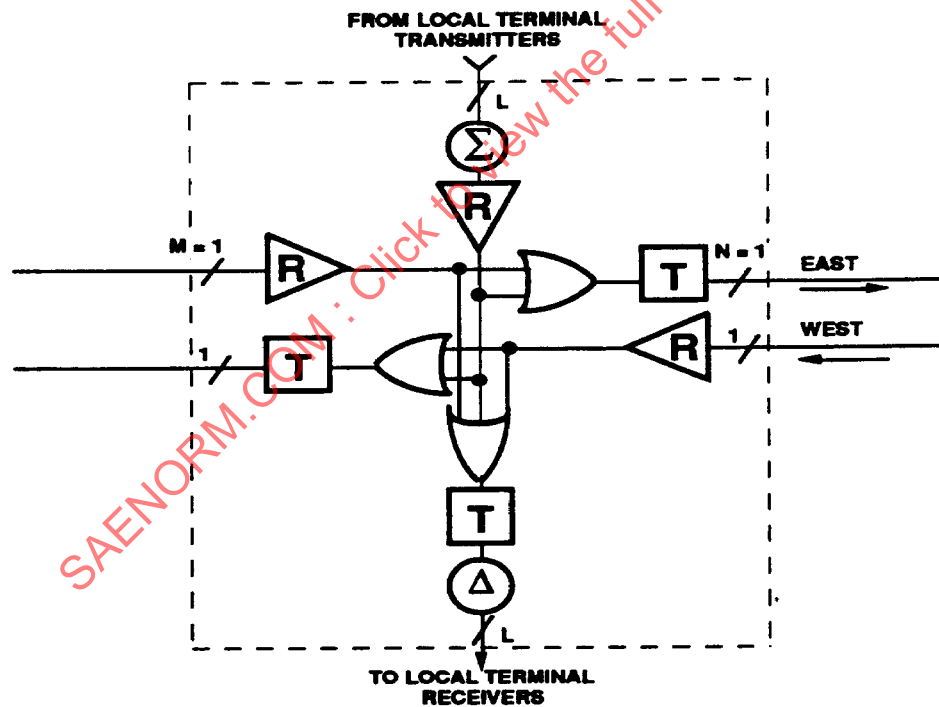 FROM LOCAL TERMINAL
TRANSMITTERS
L
Σ
R
M = 1
R
T
N = 1
EAST
1
T
R
1
WEST
T
Δ
L
TO LOCAL TERMINAL
RECEIVERS
SAENORM.COM : Click to view the full